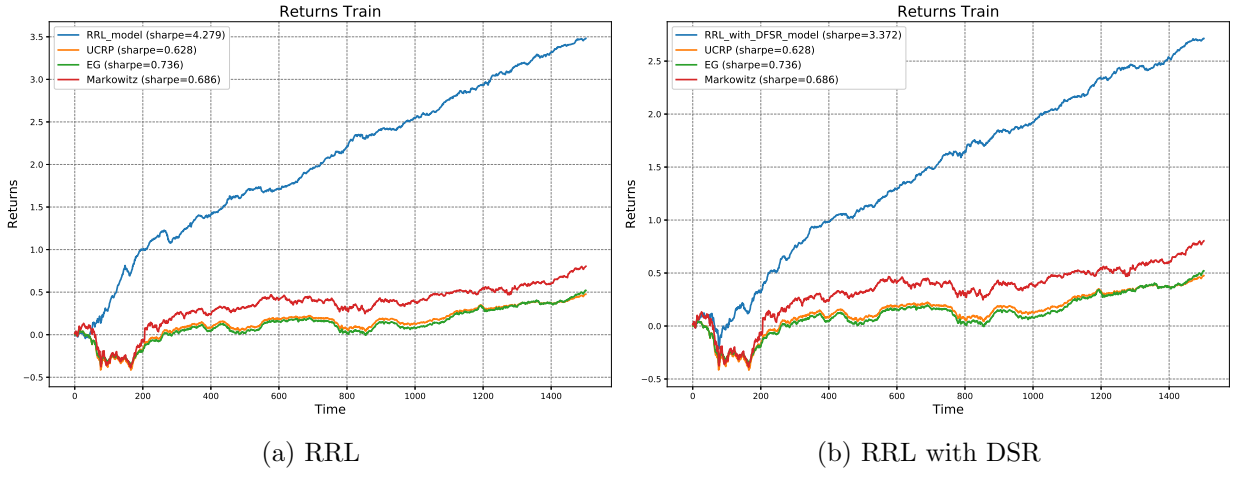 Returns Train
RRL_model (sharpe=4.279)
UCRP (sharpe=0.628)
EG (sharpe=0.736)
Markowitz (sharpe=0.686)
Returns
3.5
3.0
2.5
2.0
1.5
1.0
0.5
0.0
−0.5
0 200 400 600 800 1000 1200 1400
Time
(a) RRL
Returns Train
RRL_with_DFSR_model (sharpe=3.372)
UCRP (sharpe=0.628)
EG (sharpe=0.736)
Markowitz (sharpe=0.686)
Returns
2.5
2.0
1.5
1.0
0.5
0.0
−0.5
0 200 400 600 800 1000 1200 1400
Time
(b) RRL with DSR